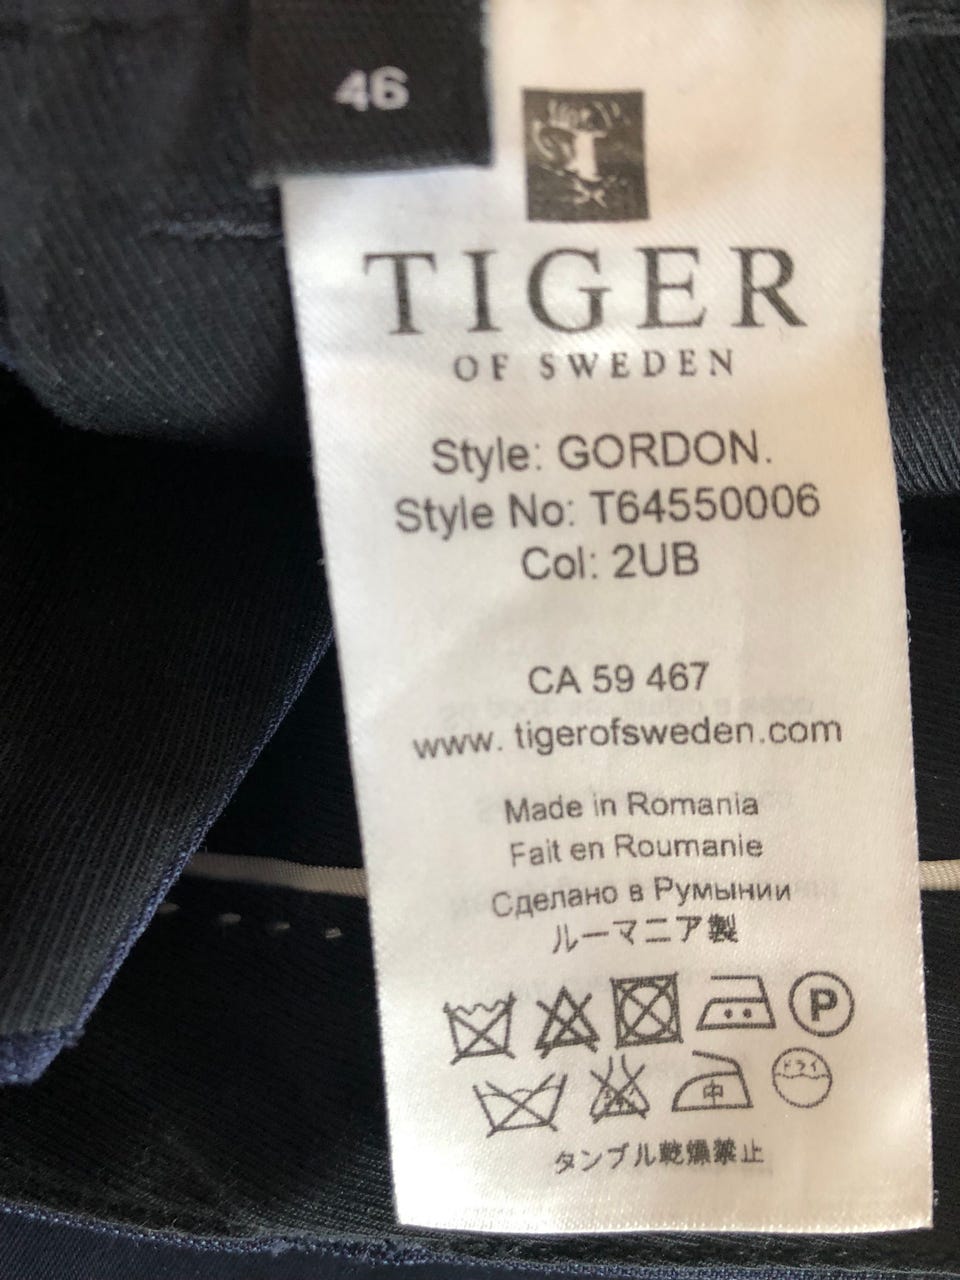 46
TIGER
OF SWEDEN
Style: GORDON.
Style No: T64550006
Col: 2UB
CA 59 467
www. tigerofsweden.com
Made in Romania
Fait en Roumanie
Сделано в Румынии
ルーマニア製
P
中
ドライ
タンブル乾燥禁止